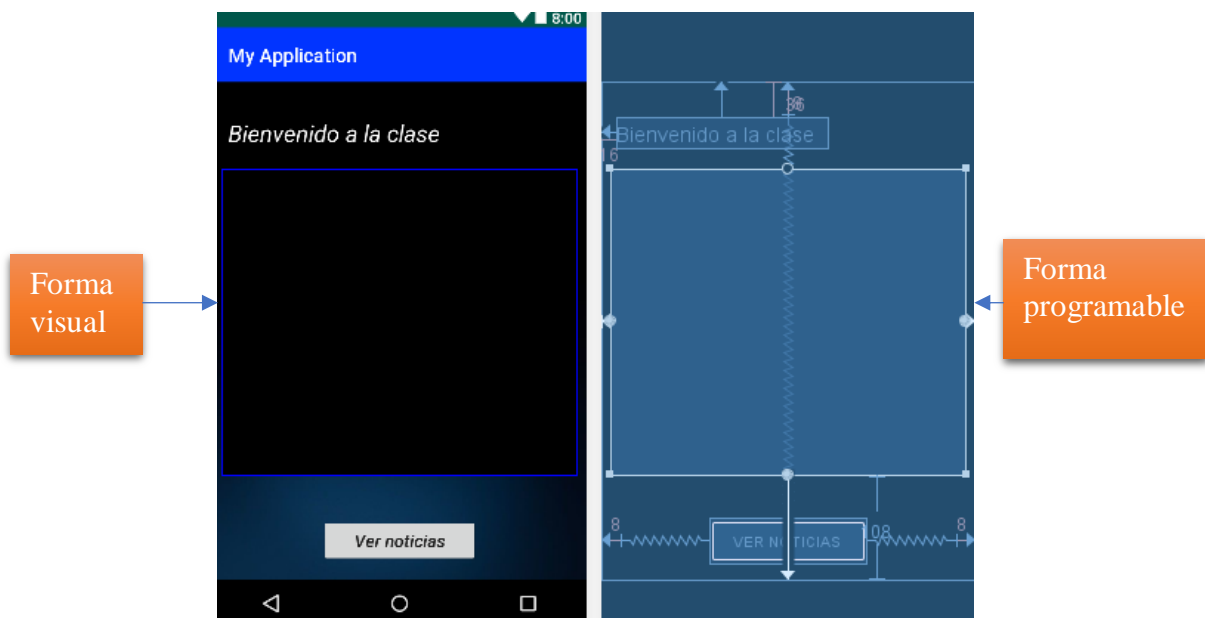 8:00
My Application
Bienvenido a la clase
Bienvenido a la clase
16
Forma
visual
Forma
programable
8
8
VER NOTICIAS
108
Ver noticias